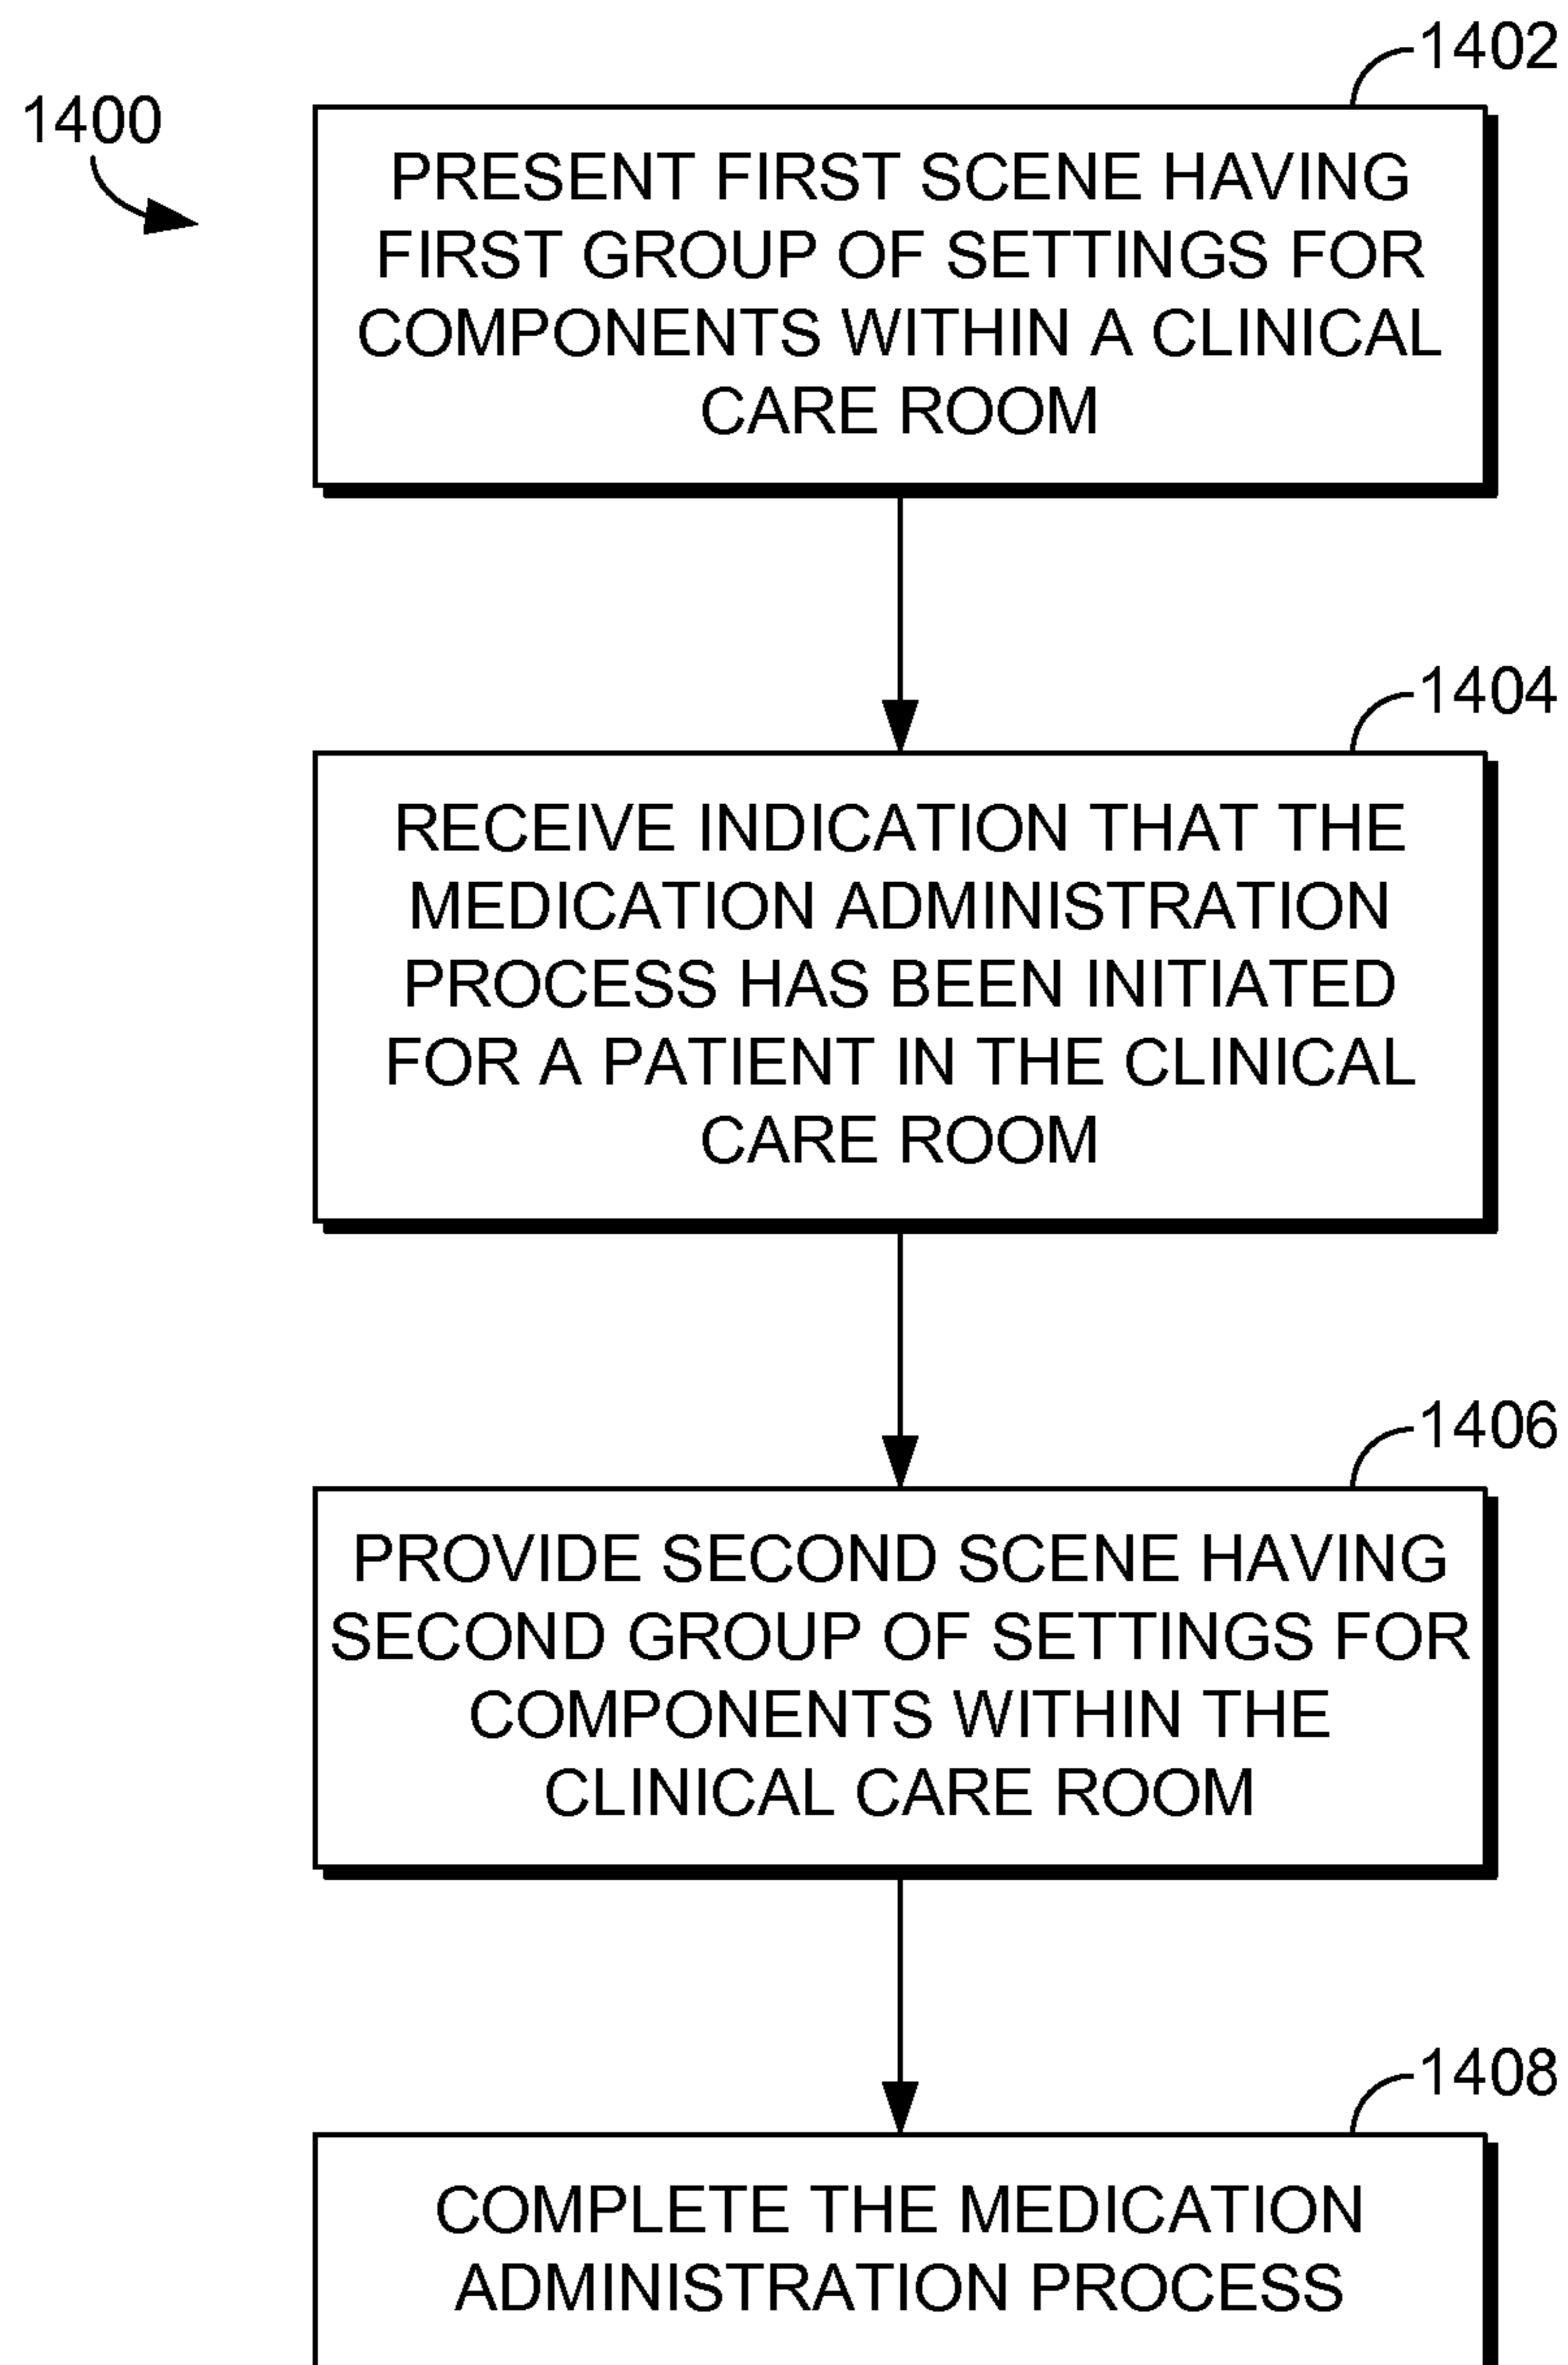 1400
1402
PRESENT FIRST SCENE HAVING
FIRST GROUP OF SETTINGS FOR
COMPONENTS WITHIN A CLINICAL
CARE ROOM
1404
RECEIVE INDICATION THAT THE
MEDICATION ADMINISTRATION
PROCESS HAS BEEN INITIATED
FOR A PATIENT IN THE CLINICAL
CARE ROOM
1406
PROVIDE SECOND SCENE HAVING
SECOND GROUP OF SETTINGS FOR
COMPONENTS WITHIN THE
CLINICAL CARE ROOM
1408
COMPLETE THE MEDICATION
ADMINISTRATION PROCESS